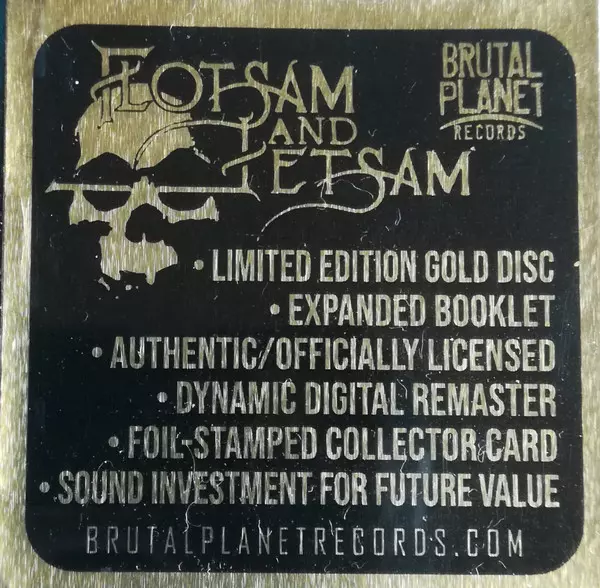 FLOTSAM
AND
JETSAM
BRUTAL
PLANET
RECORDS
• LIMITED EDITION GOLD DISC
• EXPANDED BOOKLET
• AUTHENTIC/OFFICIALLY LICENSED
• DYNAMIC DIGITAL REMASTER
• FOIL-STAMPED COLLECTOR CARD
• SOUND INVESTMENT FOR FUTURE VALUE
BRUTALPLANETRECORDS.COM